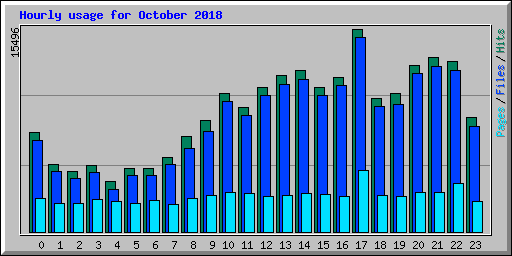 Hourly usage for October 2018
15496
Pages / Files / Hits
0 1 2 3 4 5 6 7 8 9 10 11 12 13 14 15 16 17 18 19 20 21 22 23